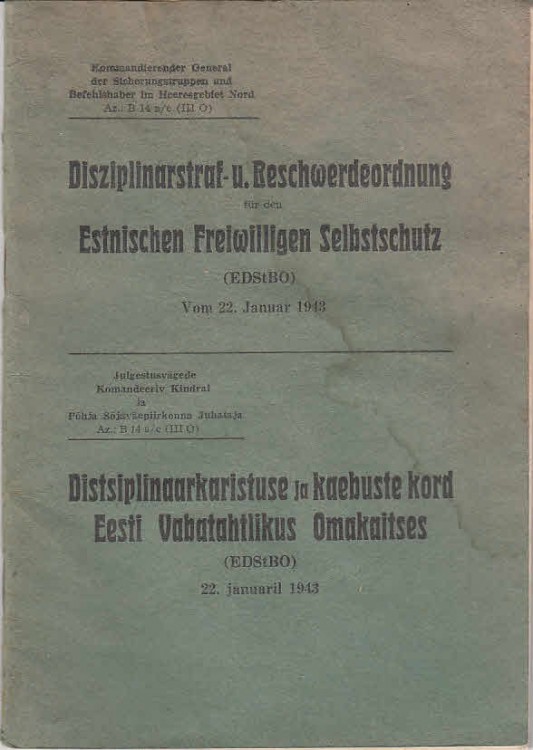 Kommandierender General
der Sicherungstruppen und
Befehlshaber im Heeresgebiet Nord
Az.: B 14 a/c (III O)
Disziplinarstraf- u. Beschwerdeordnung
für den
Estnischen Freiwilligen Selbstschutz
(EDStBO)
Vom 22. Januar 1943
Julgestusvägede
Komandeeriv Kindral
ja
Põhja Sõjaväepiirkonna Juhataja
Az.: B 14 a/c (III O)
Distsiplinaarkaristuse ja kaebuste kord
Eesti Vabatahtlikus Omakaitses
(EDStBO)
22. januaril 1943